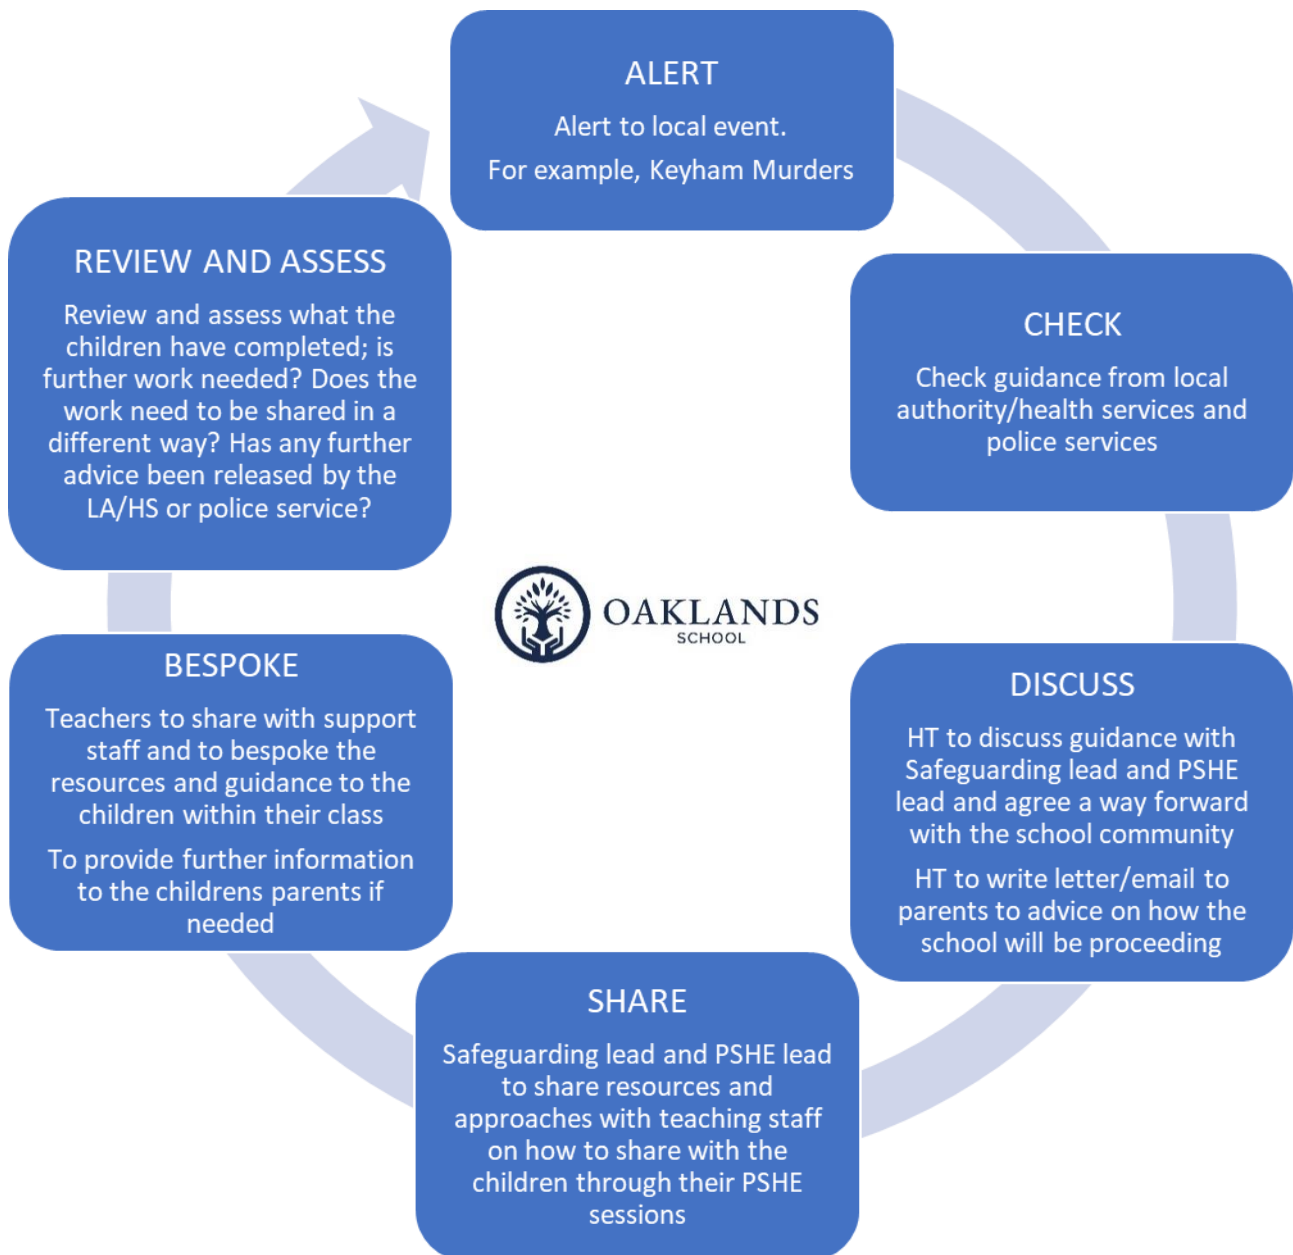 ALERT
Alert to local event.
For example, Keyham Murders
CHECK
Check guidance from local
authority/health services and
police services
DISCUSS
HT to discuss guidance with
Safeguarding lead and PSHE
lead and agree a way forward
with the school community
HT to write letter/email to
parents to advice on how the
school will be proceeding
SHARE
Safeguarding lead and PSHE lead
to share resources and
approaches with teaching staff
on how to share with the
children through their PSHE
sessions
BESPOKE
Teachers to share with support
staff and to bespoke the
resources and guidance to the
children within their class
To provide further information
to the childrens parents if
needed
REVIEW AND ASSESS
Review and assess what the
children have completed; is
further work needed? Does the
work need to be shared in a
different way? Has any further
advice been released by the
LA/HS or police service?
OAKLANDS
SCHOOL